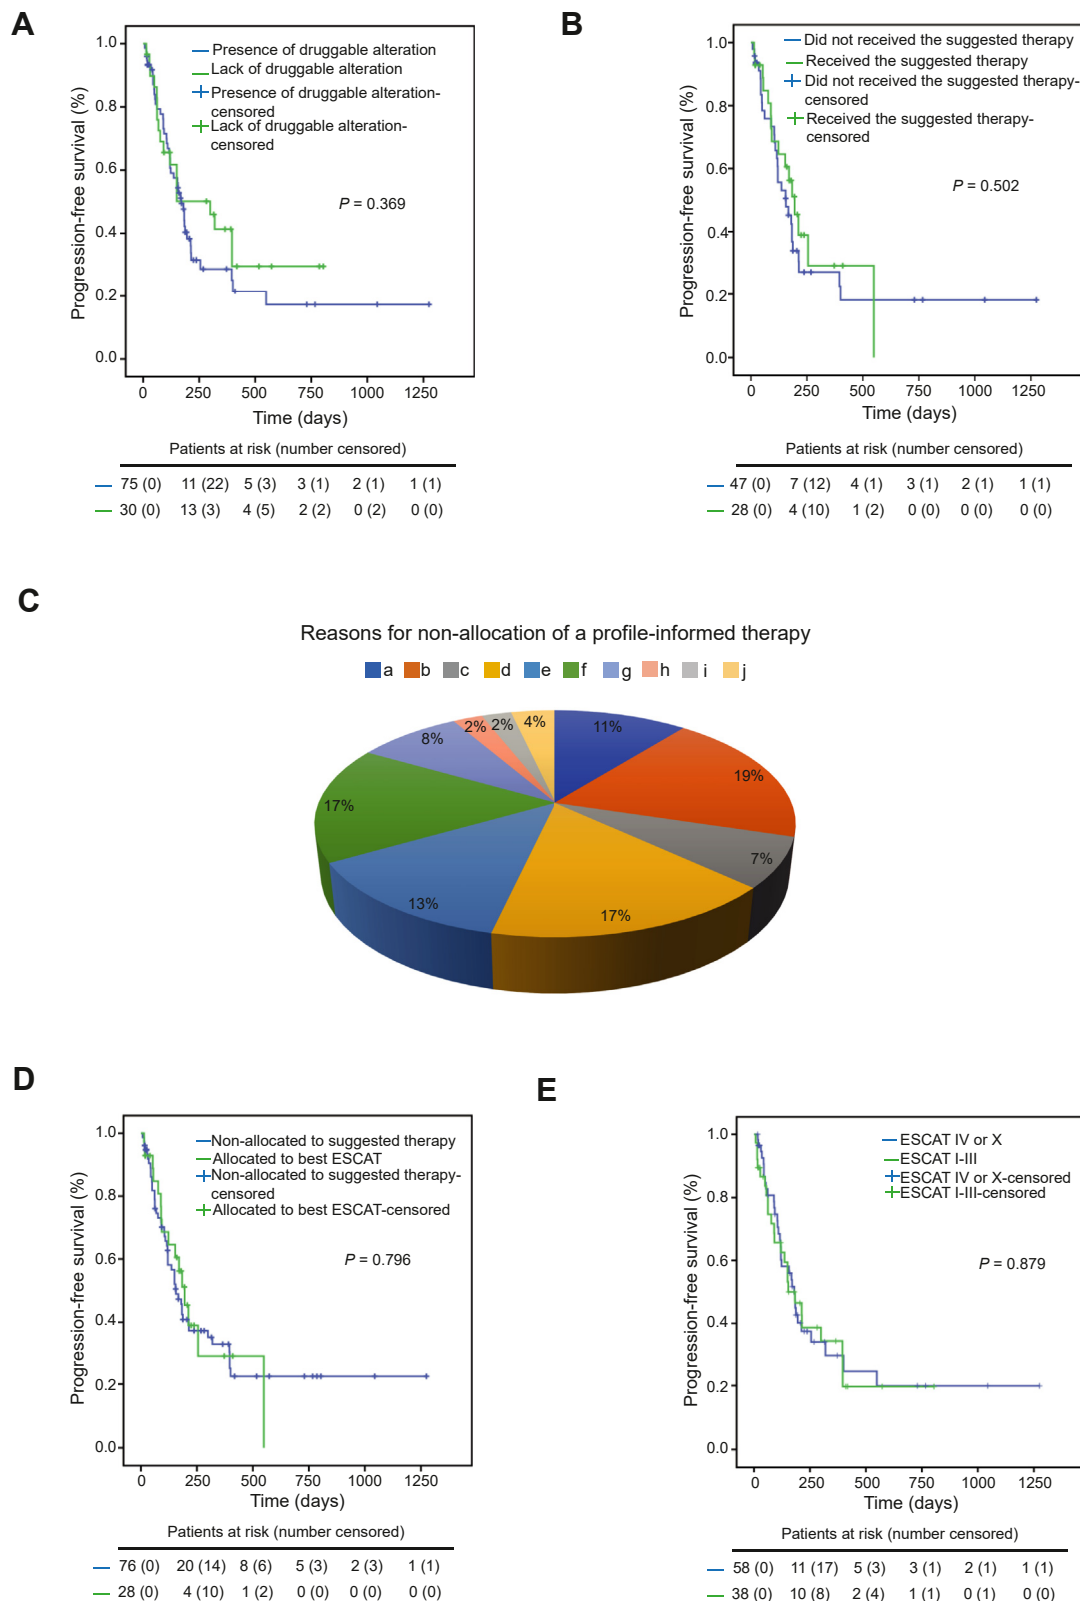 A
Progression-free survival (%)
1.0
0.8
0.6
0.4
0.2
0.0
Presence of druggable alteration
Lack of druggable alteration
Presence of druggable alteration-
censored
Lack of druggable alteration-
censored
P = 0.369
0 250 500 750 1000 1250
Time (days)
Patients at risk (number censored)
75 (0) 11 (22) 5 (3) 3 (1) 2 (1) 1 (1)
30 (0) 13 (3) 4 (5) 2 (2) 0 (2) 0 (0)
B
Progression-free survival (%)
1.0
0.8
0.6
0.4
0.2
0.0
Did not received the suggested therapy
Received the suggested therapy
Did not received the suggested therapy-
censored
Received the suggested therapy-
censored
P = 0.502
0 250 500 750 1000 1250
Time (days)
Patients at risk (number censored)
47 (0) 7 (12) 4 (1) 3 (1) 2 (1) 1 (1)
28 (0) 4 (10) 1 (2) 0 (0) 0 (0) 0 (0)
C
Reasons for non-allocation of a profile-informed therapy
a b c d e f g h i j
11%
19%
7%
17%
13%
17%
8%
2%
2%
4%
D
Progression-free survival (%)
1.0
0.8
0.6
0.4
0.2
0.0
Non-allocated to suggested therapy
Allocated to best ESCAT
Non-allocated to suggested therapy-
censored
Allocated to best ESCAT-censored
P = 0.796
0 250 500 750 1000 1250
Time (days)
Patients at risk (number censored)
76 (0) 20 (14) 8 (6) 5 (3) 2 (3) 1 (1)
28 (0) 4 (10) 1 (2) 0 (0) 0 (0) 0 (0)
E
Progression-free survival (%)
1.0
0.8
0.6
0.4
0.2
0.0
ESCAT IV or X
ESCAT I-III
ESCAT IV or X-censored
ESCAT I-III-censored
P = 0.879
0 250 500 750 1000 1250
Time (days)
Patients at risk (number censored)
58 (0) 11 (17) 5 (3) 3 (1) 2 (1) 1 (1)
38 (0) 10 (8) 2 (4) 1 (1) 0 (1) 0 (0)